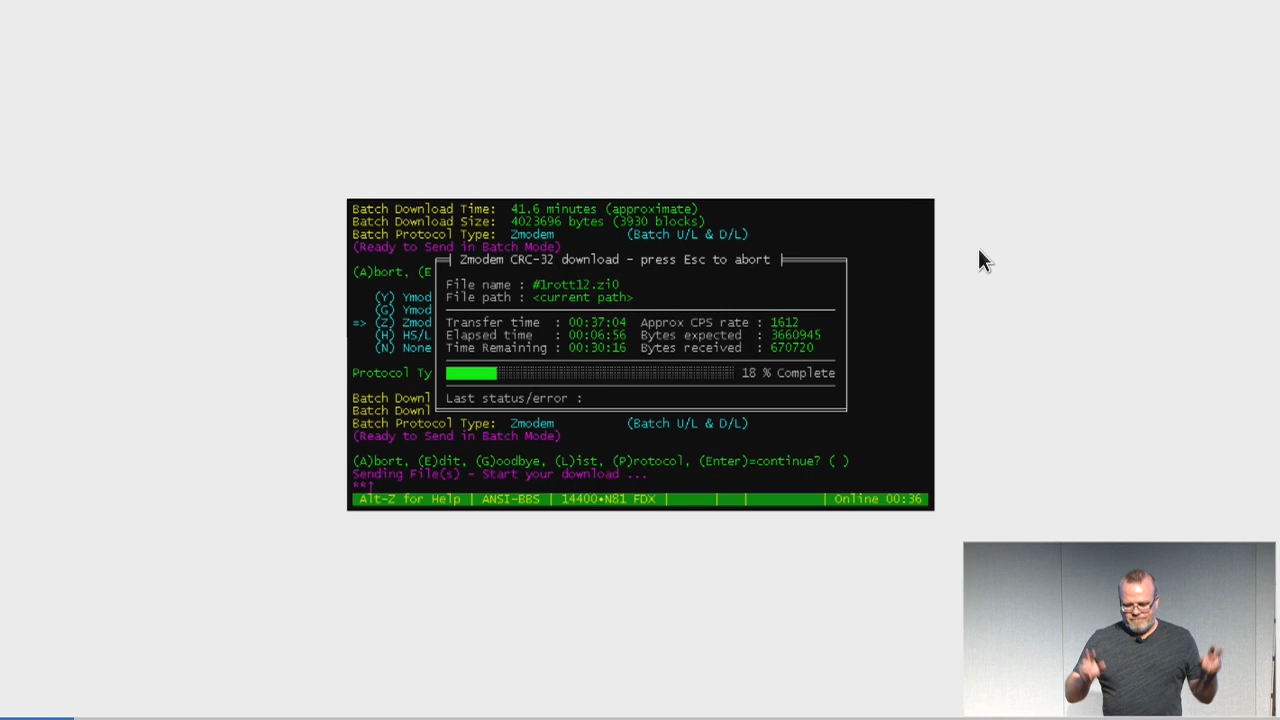 Batch Download Time: 41.6 minutes (approximate)
Batch Download Size: 4023696 bytes (3930 blocks)
Batch Protocol Type: Zmodem (Batch U/L & D/L)
(Ready to Send in Batch Mode)
Zmodem CRC-32 download - press Esc to abort
(A)bort, (E
File name : #1rott12.zi0
(Y) Ymod
File path : <current path>
(G) Ymod
=> (Z) Zmod
Transfer time : 00:37:04 Approx CPS rate : 1612
(H) HS/L
Elapsed time : 00:06:56 Bytes expected : 3660945
(N) None
Time Remaining : 00:30:16 Bytes received : 670720
Protocol Ty
18 % Complete
Batch Downl
Last status/error :
Batch Downl
Batch Protocol Type: Zmodem (Batch U/L & D/L)
(Ready to Send in Batch Mode)
(A)bort, (E)dit, (G)oodbye, (L)ist, (P)rotocol, (Enter)=continue? ( )
Sending File(s) - Start your download ...
**↑
Alt-Z for Help | ANSI-BBS | 14400•N81 FDX | | | | Online 00:36